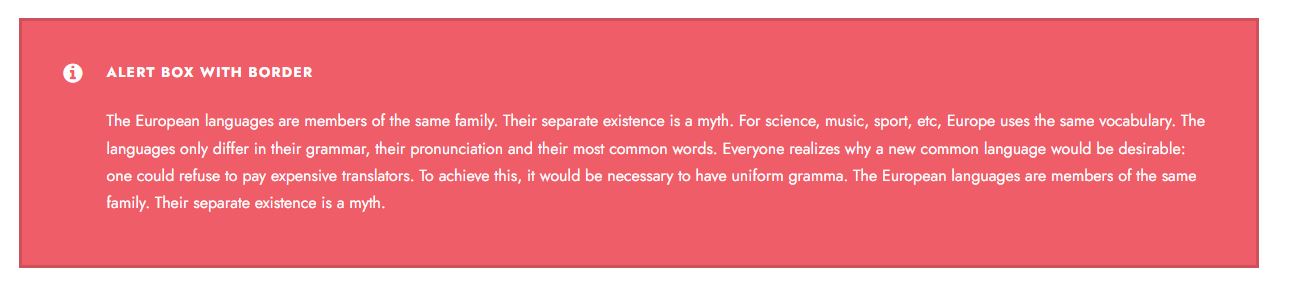 ALERT BOX WITH BORDER
The European languages are members of the same family. Their separate existence is a myth. For science, music, sport, etc, Europe uses the same vocabulary. The
languages only differ in their grammar, their pronunciation and their most common words. Everyone realizes why a new common language would be desirable:
one could refuse to pay expensive translators. To achieve this, it would be necessary to have uniform gramma. The European languages are members of the same
family. Their separate existence is a myth.